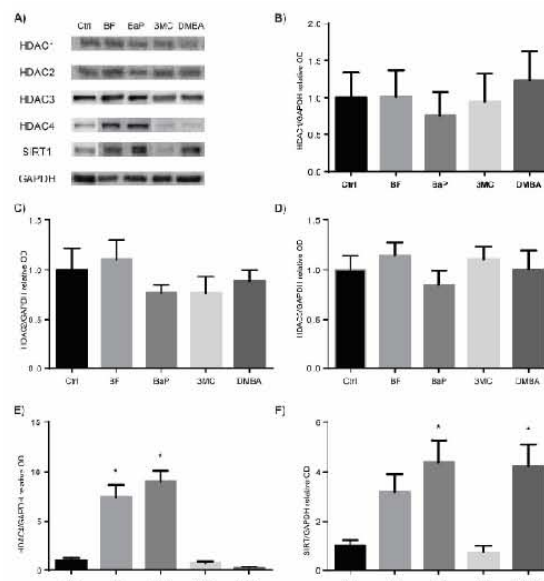 A)
Ctrl BF BaP 3MC DMBA
HDAC1
HDAC2
HDAC3
HDAC4
SIRT1
GAPDH
B)
HDAC1/GAPDH relative OD
2.0
1.5
1.0
0.5
0.0
Ctrl BF BaP 3MC DMBA
C)
HDAC2/GAPDH relative OD
1.5
1.0
0.5
0.0
Ctrl BF BaP 3MC DMBA
D)
HDAC3/GAPDH relative OD
1.5
1.0
0.5
0.0
Ctrl BF BaP 3MC DMBA
E)
HDAC4/GAPDH relative OD
15
10
5
0
* *
F)
SIRT/GAPDH relative OD
6
4
2
0
* *